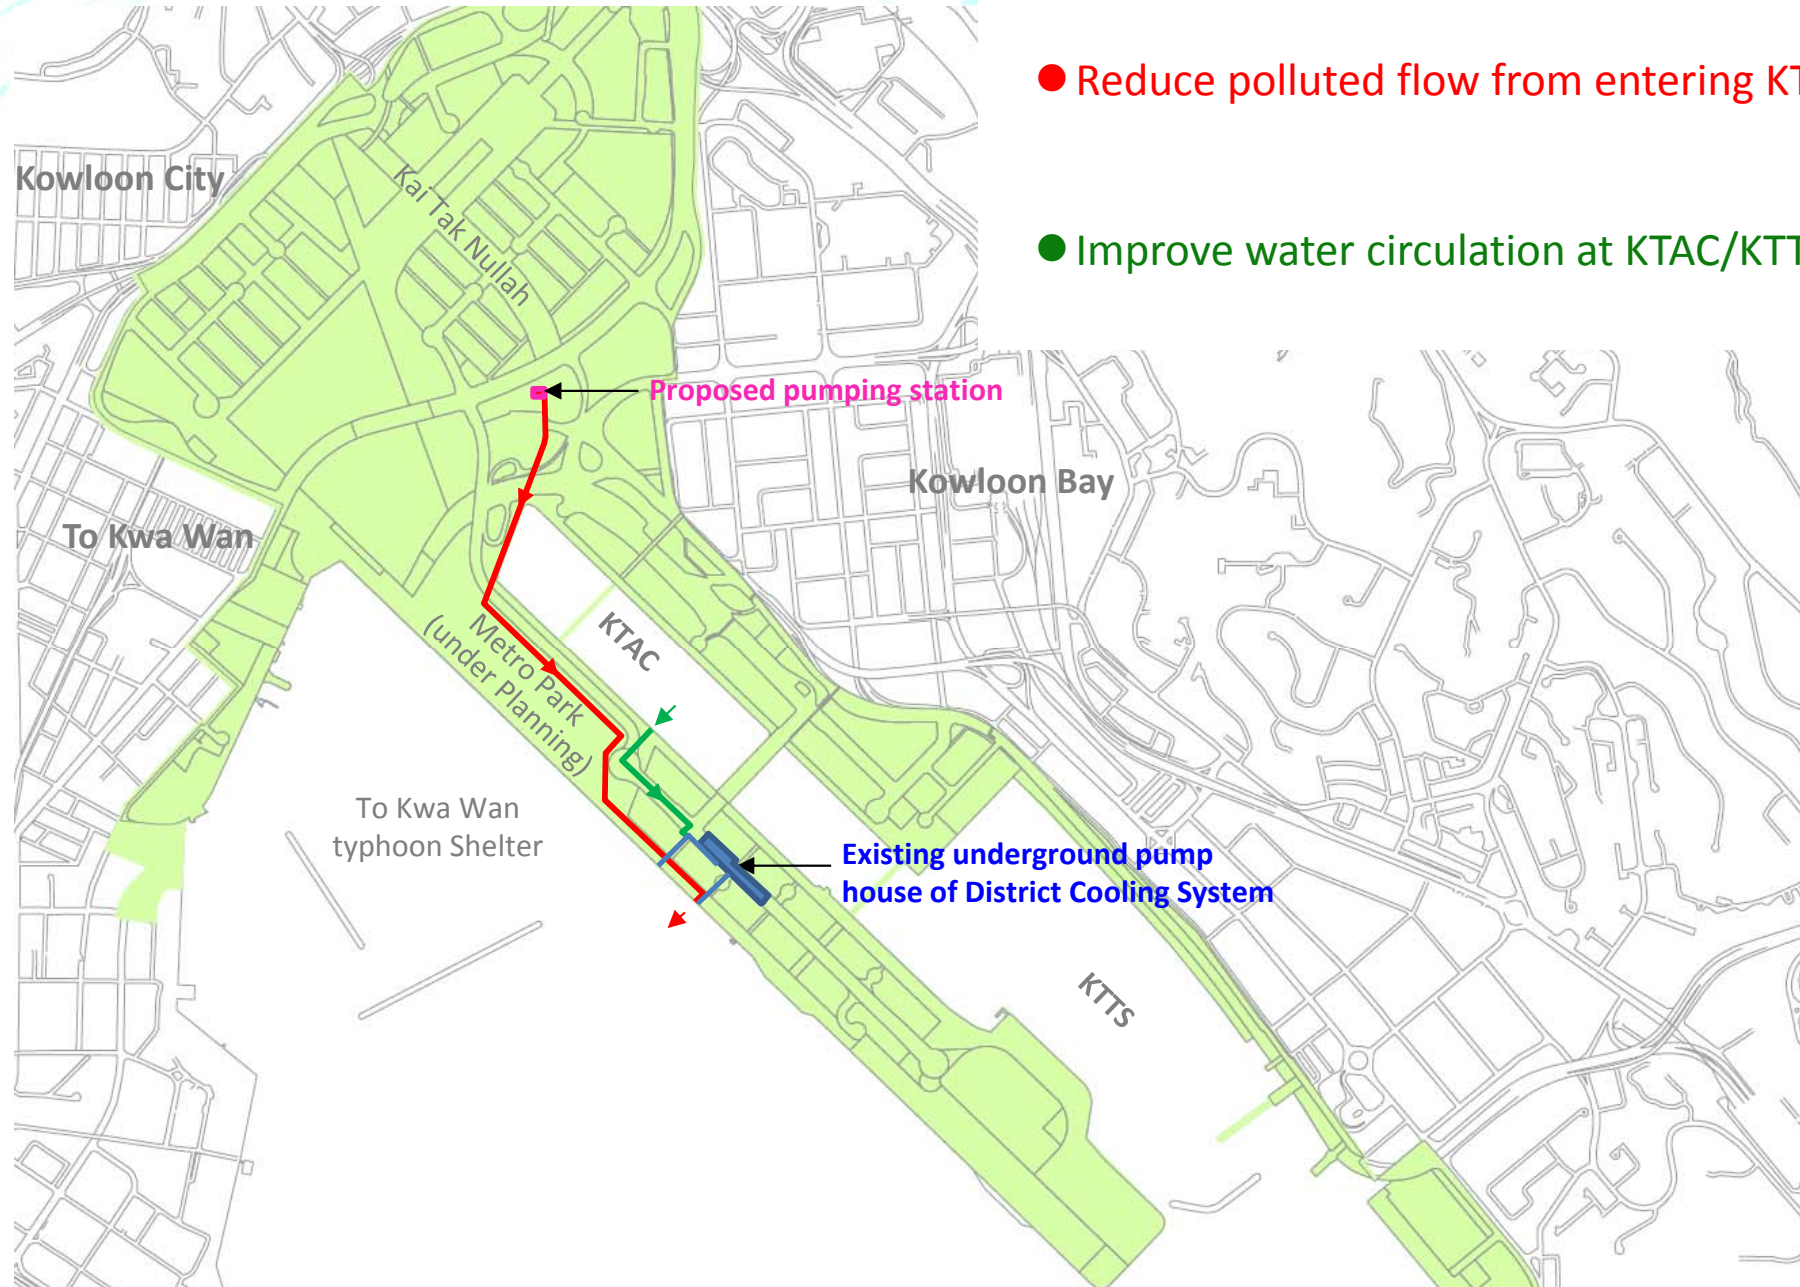 Reduce polluted flow from entering KT
Improve water circulation at KTAC/KTT
Kowloon City
Kai Tak Nullah
Proposed pumping station
Kowloon Bay
To Kwa Wan
KTAC
Metro Park
(under Planning)
To Kwa Wan
typhoon Shelter
Existing underground pump
house of District Cooling System
KTTS